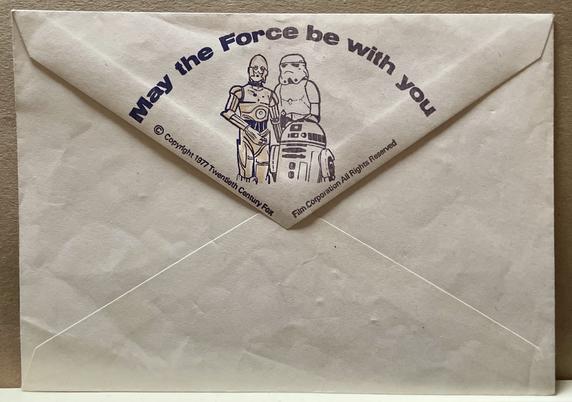 May the Force be with you
© Copyright 1977 Twentieth Century Fox
Film Corporation All Rights Reserved